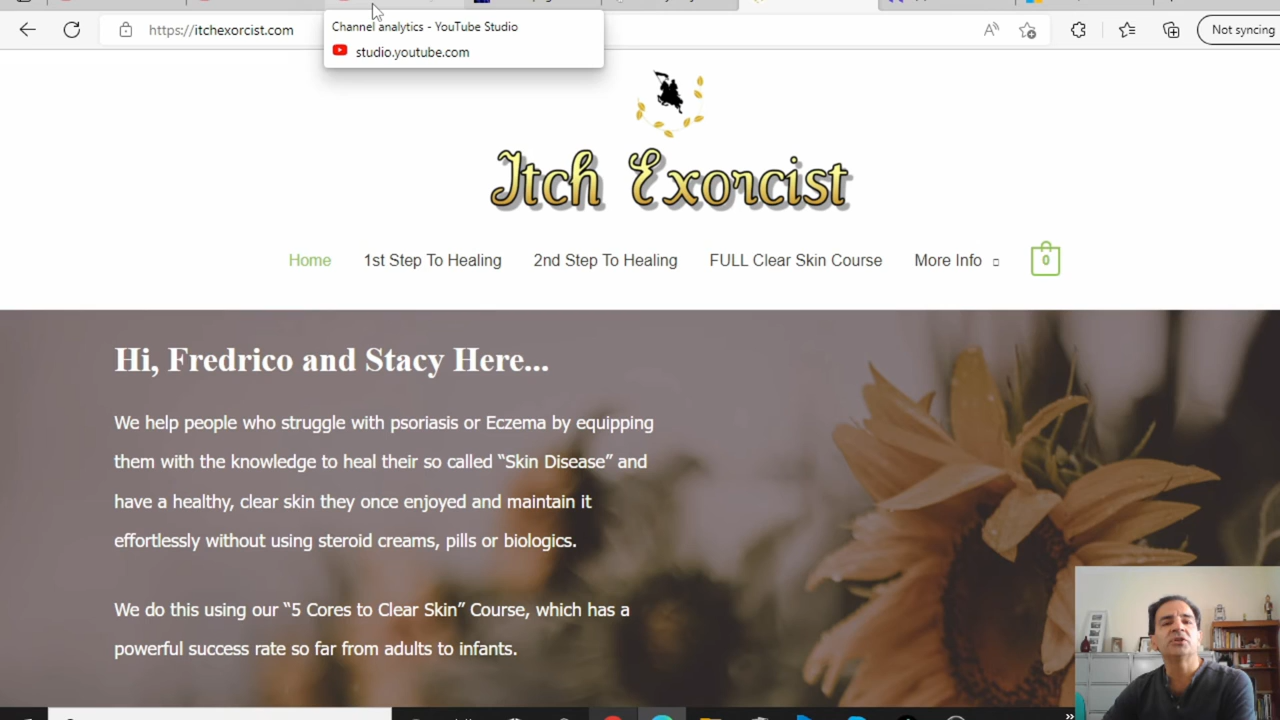 Channel analytics - YouTube Studio
https://itchexorcist.com
studio.youtube.com
Not syncing
Itch Exorcist
Home
1st Step To Healing
2nd Step To Healing
FULL Clear Skin Course
More Info
0
Hi, Fredrico and Stacy Here...
We help people who struggle with psoriasis or Eczema by equipping
them with the knowledge to heal their so called “Skin Disease” and
have a healthy, clear skin they once enjoyed and maintain it
effortlessly without using steroid creams, pills or biologics.
We do this using our “5 Cores to Clear Skin” Course, which has a
powerful success rate so far from adults to infants.